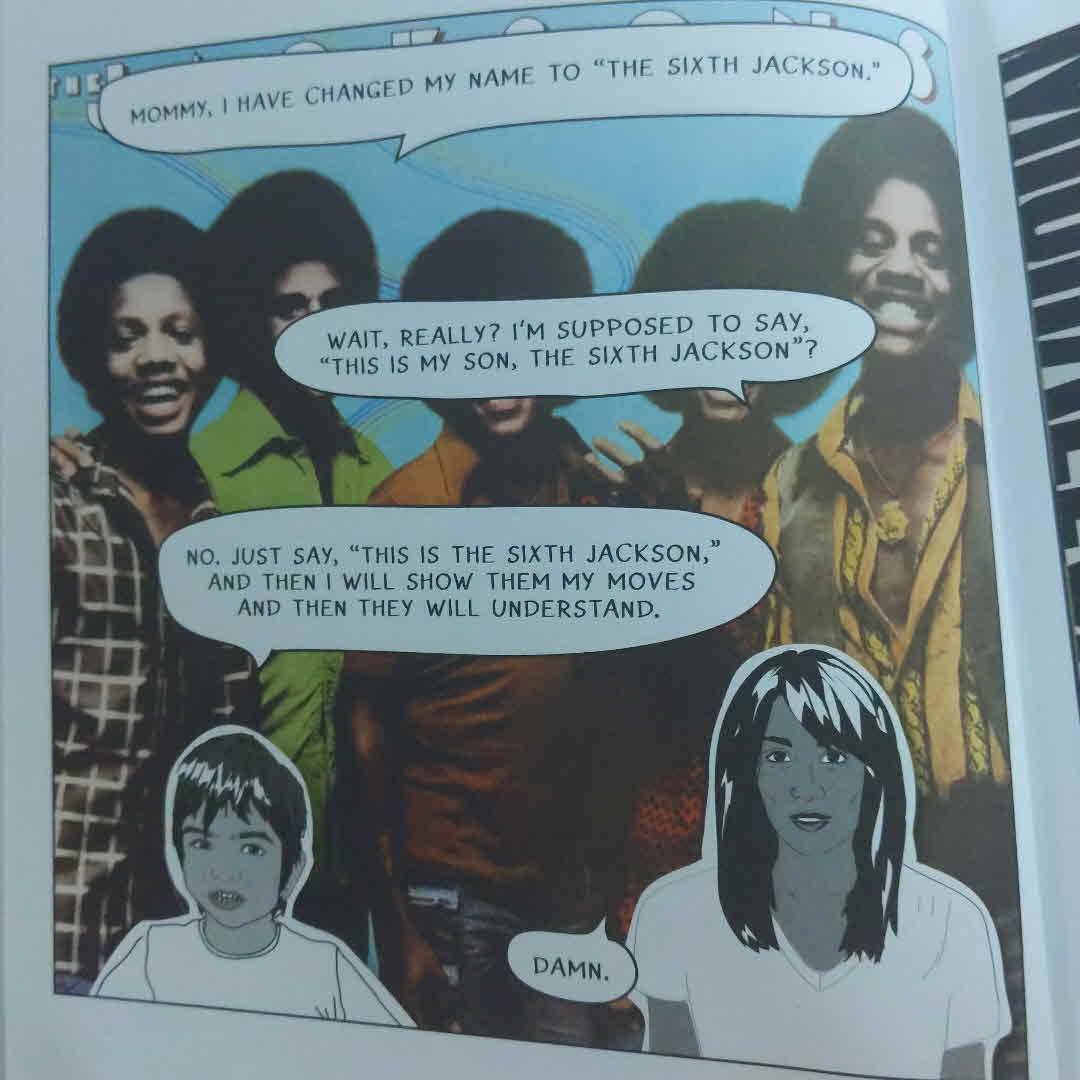 MOMMY, I HAVE CHANGED MY NAME TO "THE SIXTH JACKSON."
WAIT, REALLY? I'M SUPPOSED TO SAY,
"THIS IS MY SON, THE SIXTH JACKSON"?
NO. JUST SAY, "THIS IS THE SIXTH JACKSON,"
AND THEN I WILL SHOW THEM MY MOVES
AND THEN THEY WILL UNDERSTAND.
DAMN.